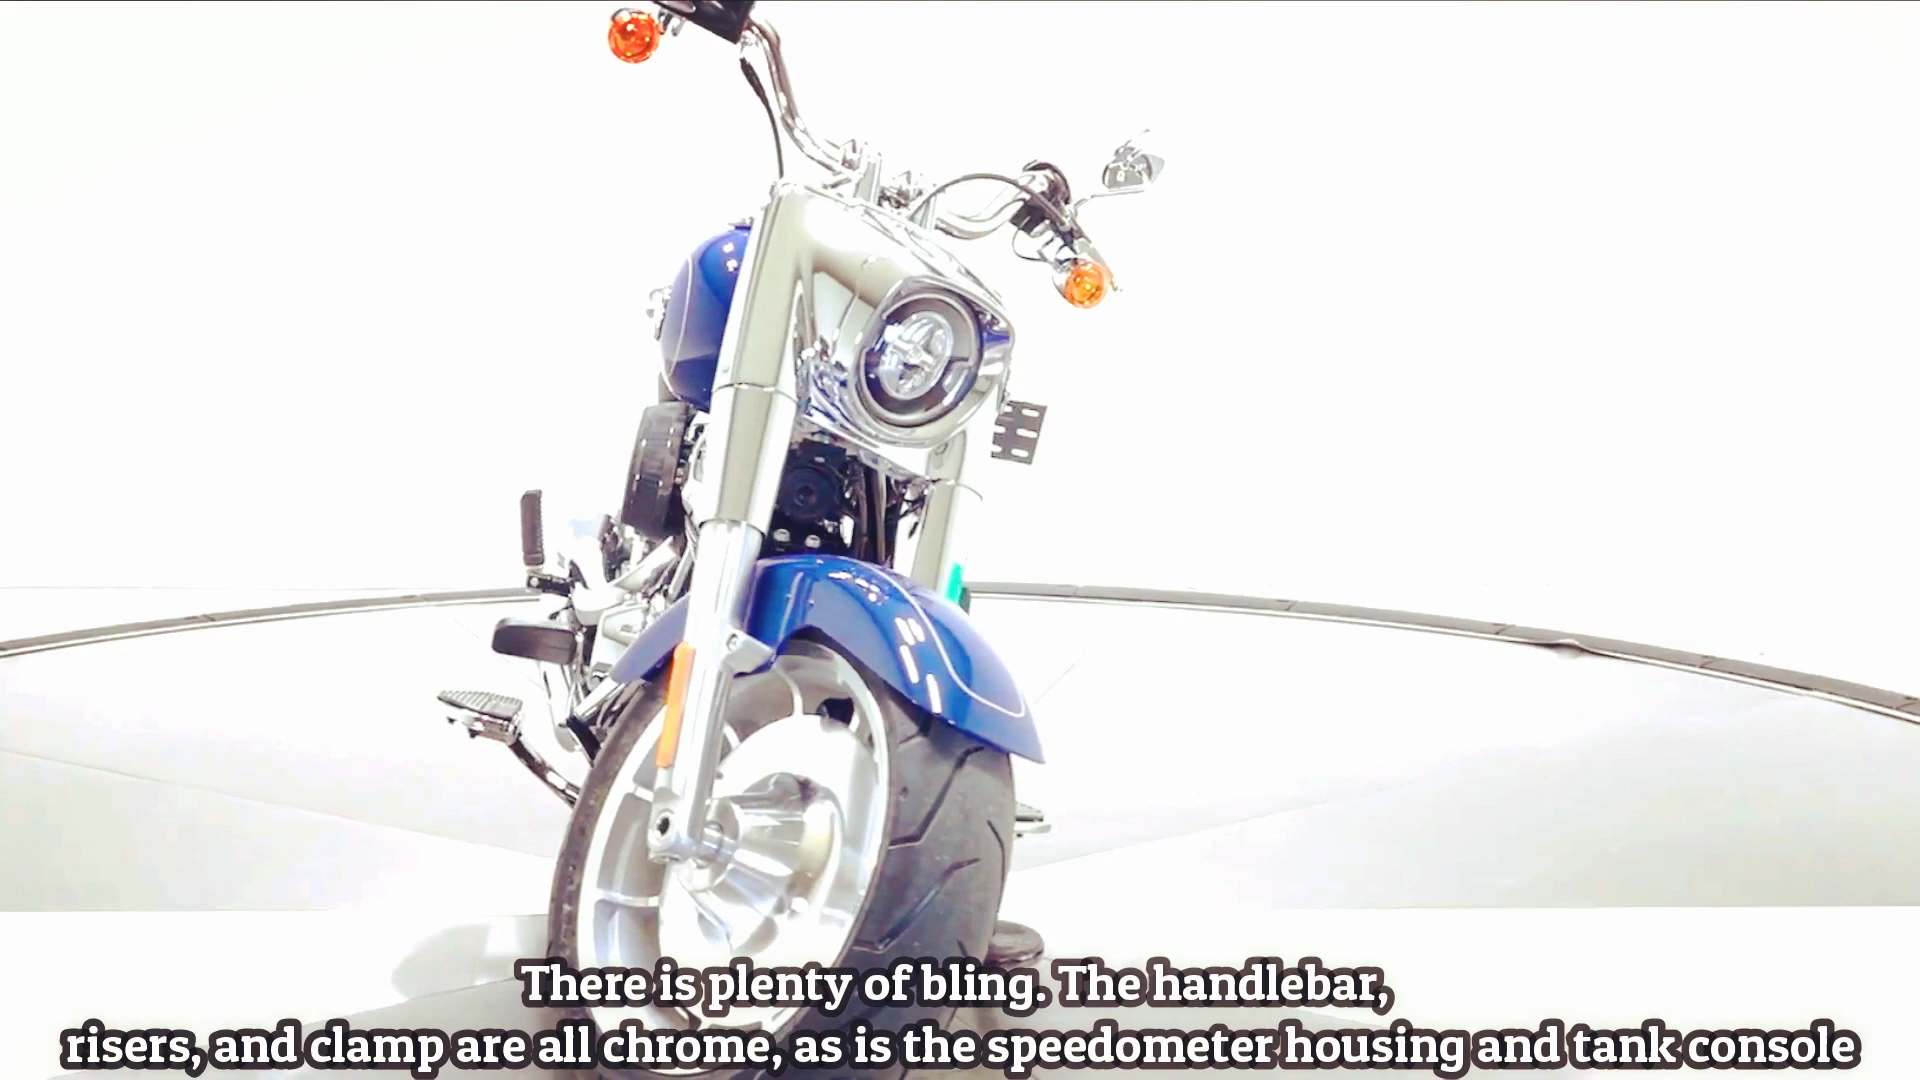 There is plenty of bling. The handlebar,
risers, and clamp are all chrome, as is the speedometer housing and tank console